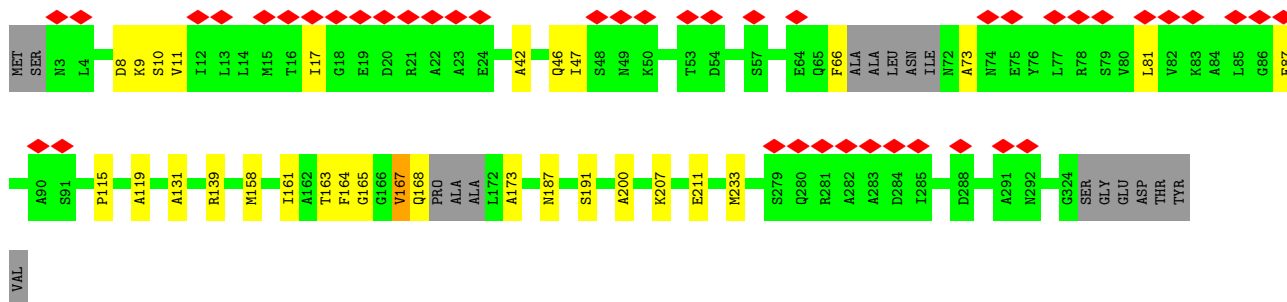 MET SER N3 L4 D8 K9 S10 V11 I12 L13 L14 M15 T16 I17 G18 E19 D20 R21 A22 A23 E24 A42 Q46 I47 S48 N49 K50 T53 D54 S57 E64 Q65 F66 ALA ALA LEU ASN ILE N72 A73 N74 E75 Y76 L77 R78 S79 V80 L81 V82 K83 A84 L85 G86
A90 S91 P115 A119 A131 R139 M158 I161 A162 T163 F164 G165 G166 V167 Q168 PRO ALA ALA L172 A173 N187 S191 A200 K207 E211 M233 S279 Q280 R281 A282 A283 D284 I285 D288 A291 N292 G324 SER GLY GLU ASP THR TYR
VAL